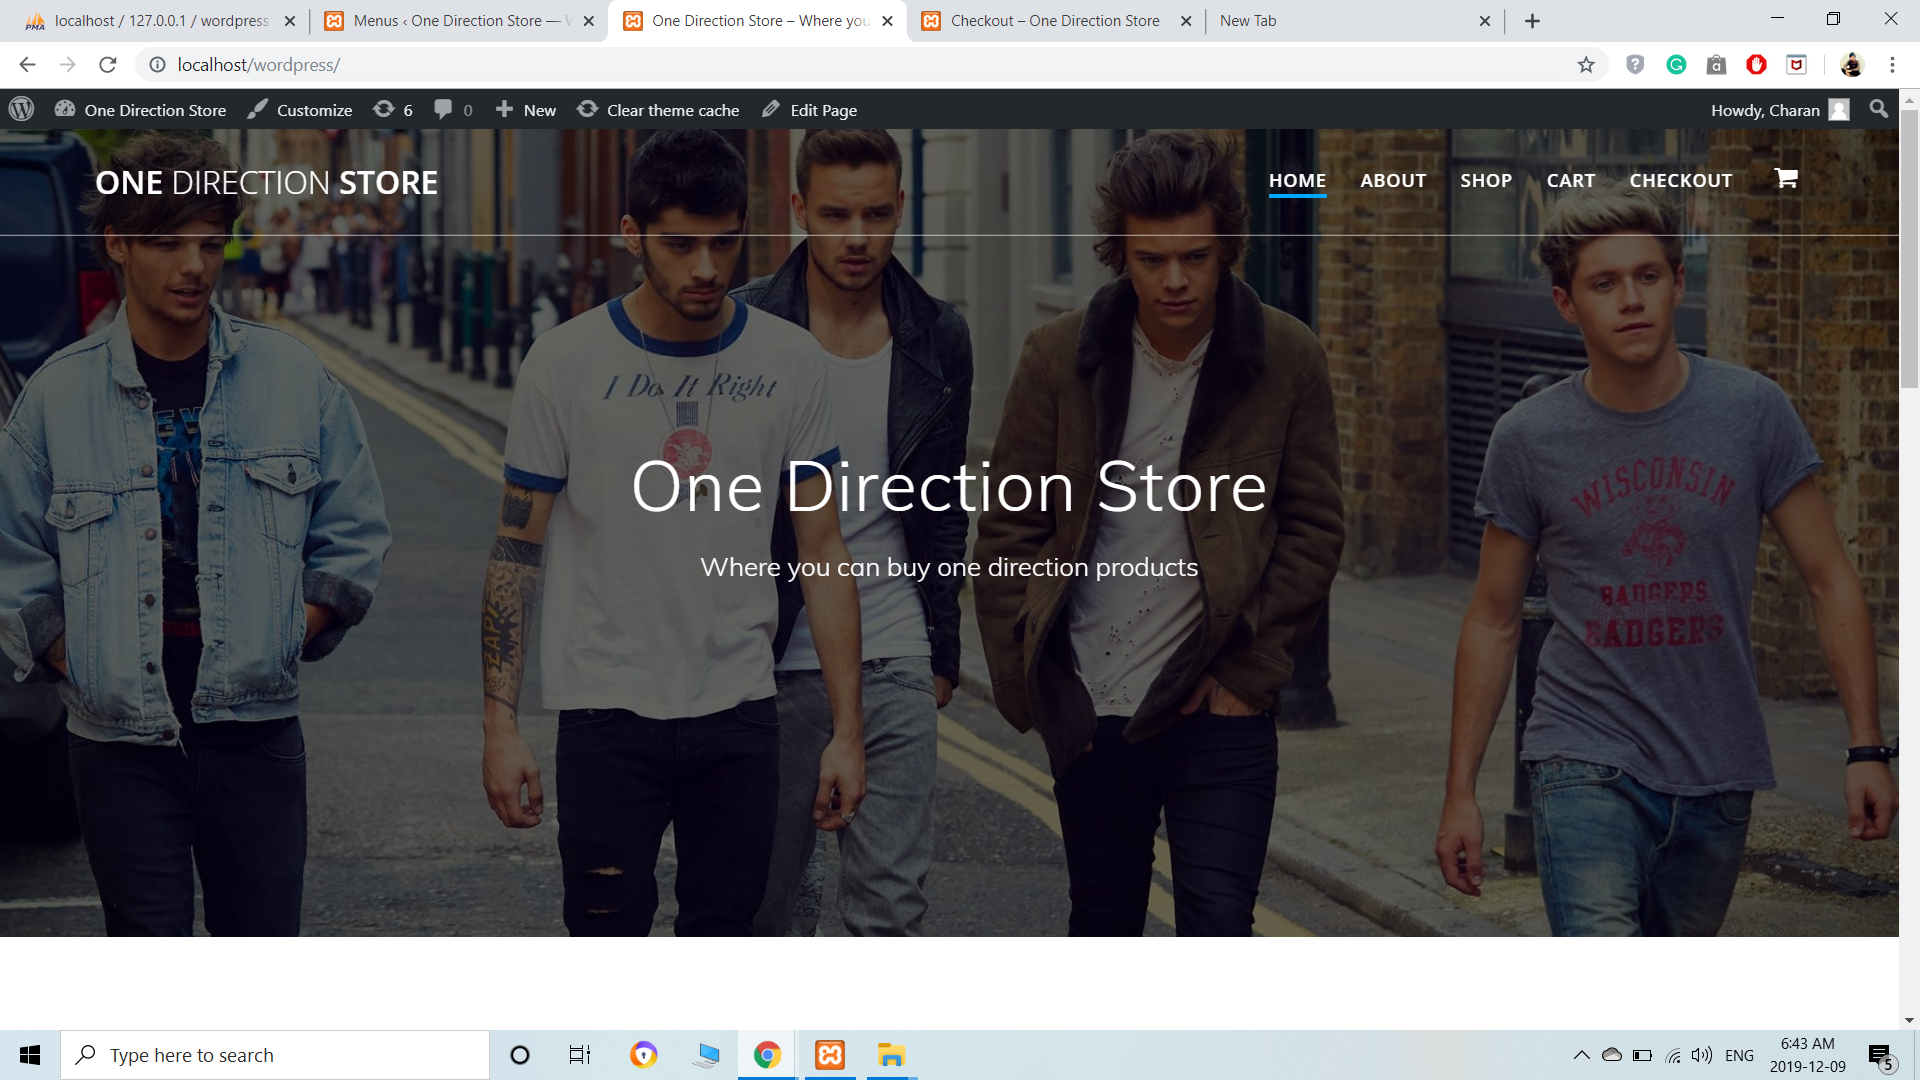 localhost / 127.0.0.1 / wordpress
Menus ‹ One Direction Store —
One Direction Store – Where you
Checkout – One Direction Store
New Tab
localhost/wordpress/
One Direction Store
Customize
6
0
New
Clear theme cache
Edit Page
Howdy, Charan
ONE DIRECTION STORE
HOME
ABOUT
SHOP
CART
CHECKOUT
I Do It Right
One Direction Store
Where you can buy one direction products
WISCONSIN
BADGERS
BADGERS
Type here to search
ENG
6:43 AM
2019-12-09
5